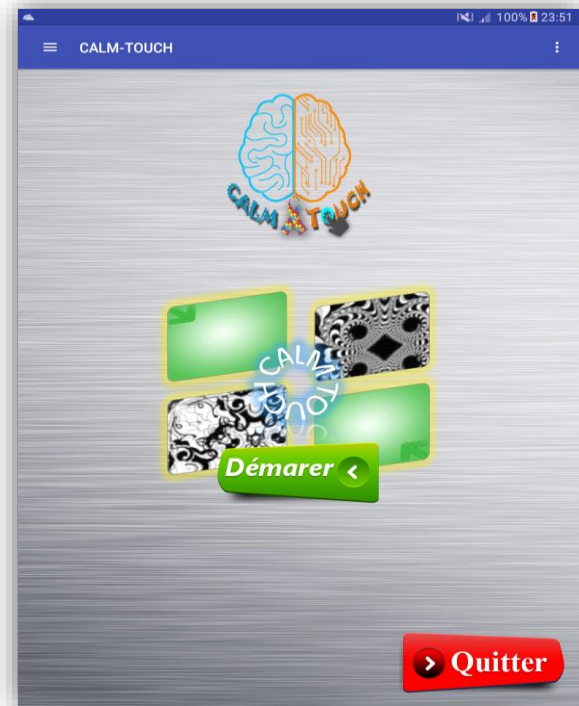 100% 23:51
CALM-TOUCH
CALM TOUCH
CALM TOUCH
Démarer
Quitter